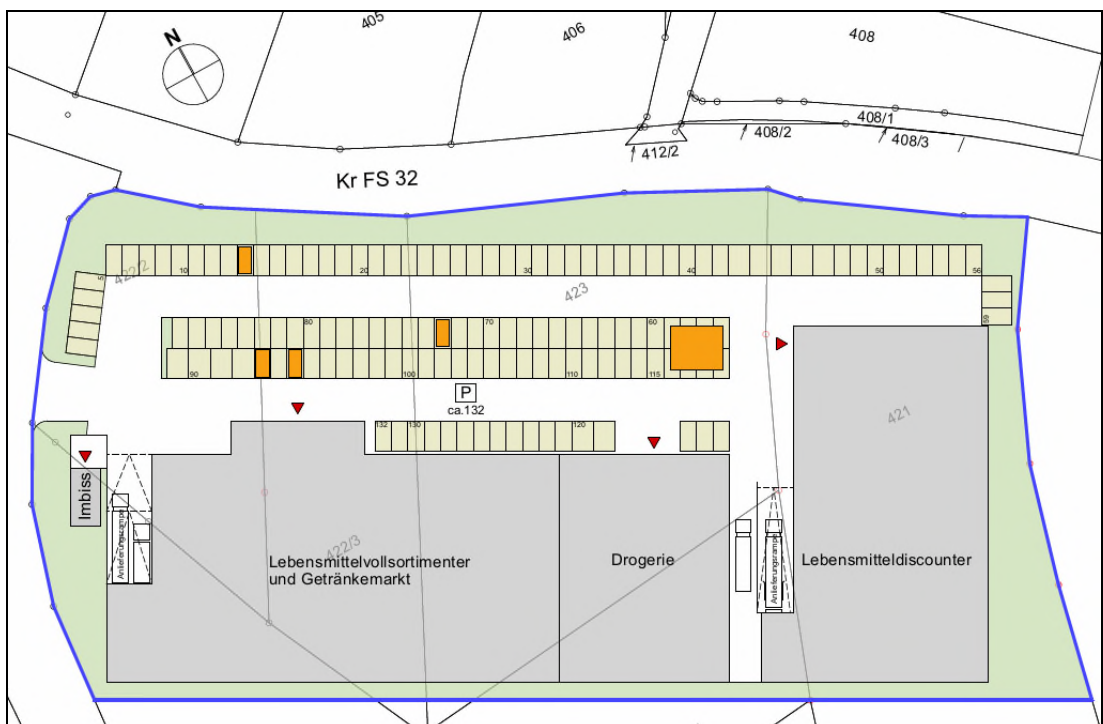 405
406
408
N
408/1
408/2
408/3
412/2
Kr FS 32
5
10
20
30
40
50
56
422/2
423
59
80
70
60
90
100
110
115
P
ca.132
132
130
120
421
Imbiss
Anlieferungsrampe
422/3
Lebensmittelvollsortimenter
und Getränkemarkt
Drogerie
Lebensmitteldiscounter
Anlieferungsrampe